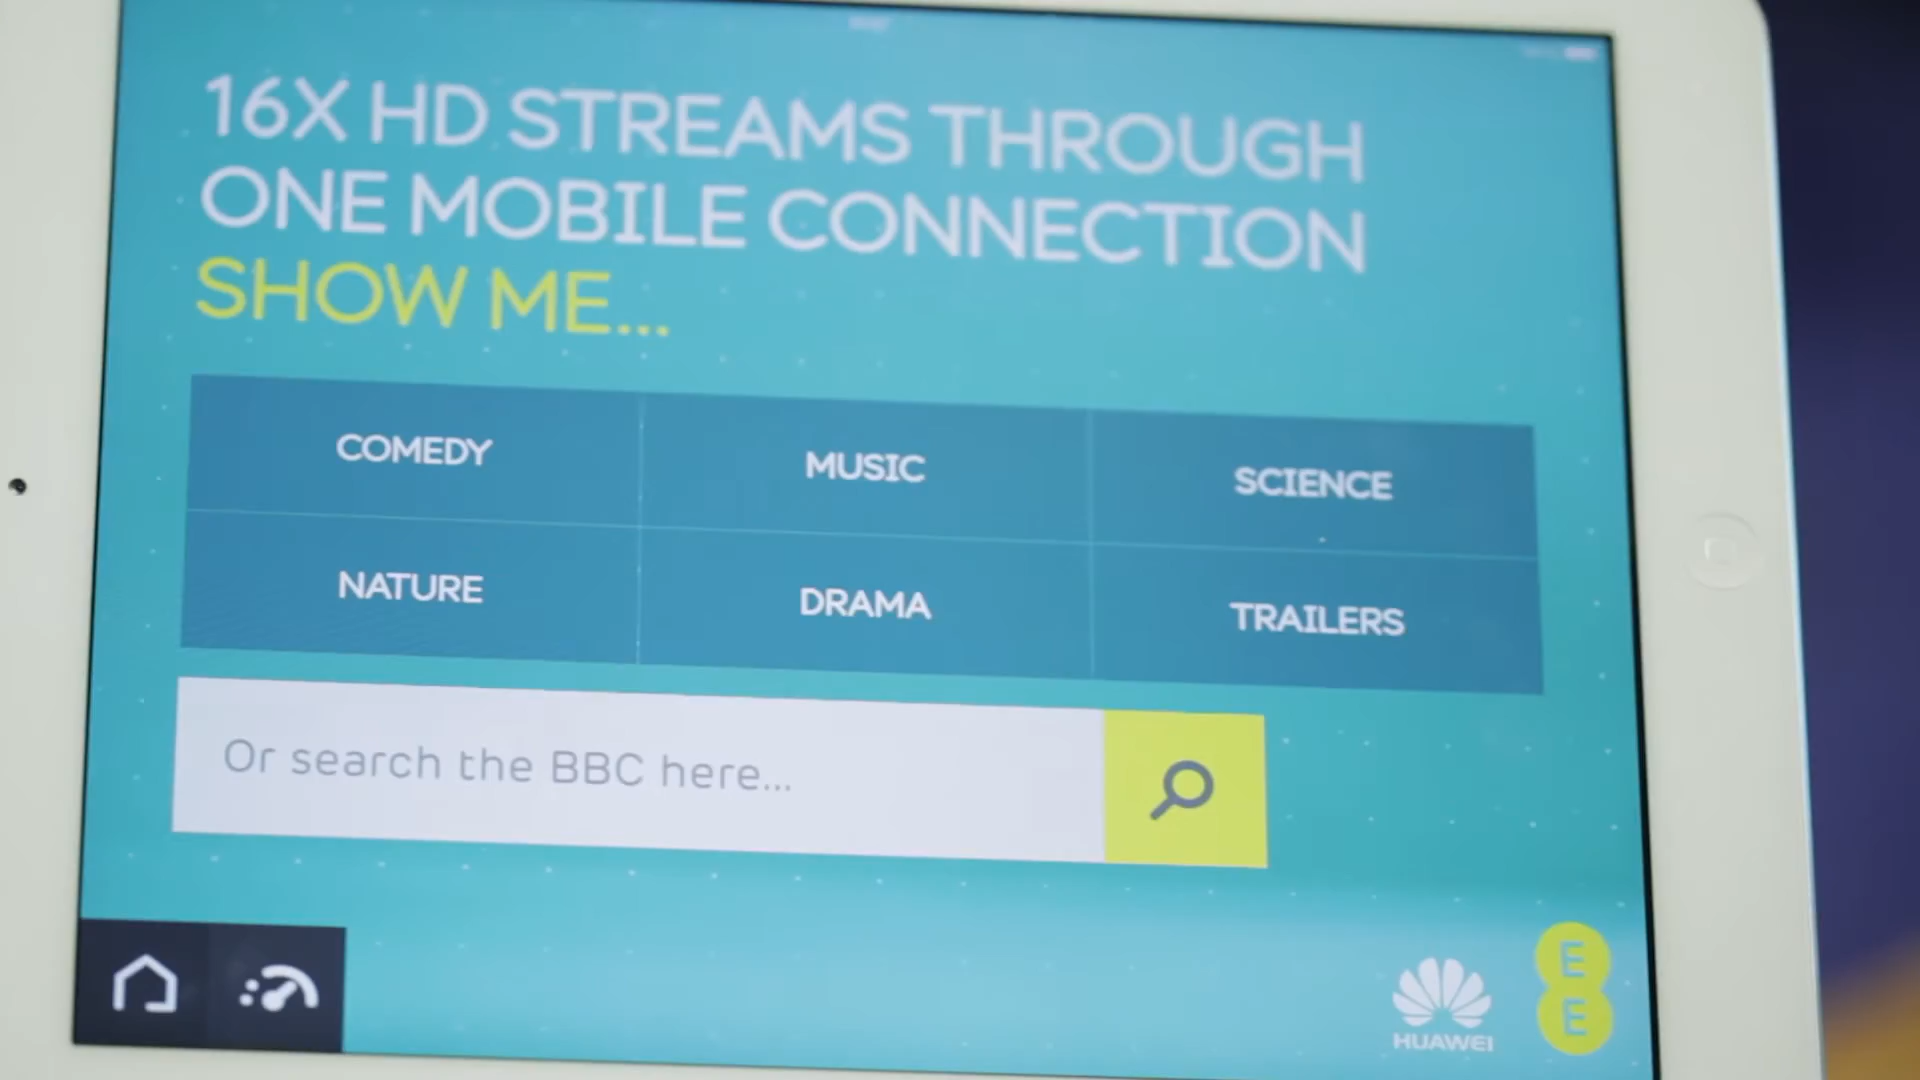 16X HD STREAMS THROUGH
ONE MOBILE CONNECTION
SHOW ME...
COMEDY MUSIC SCIENCE
NATURE DRAMA TRAILERS
Or search the BBC here...
HUAWEI
E
E